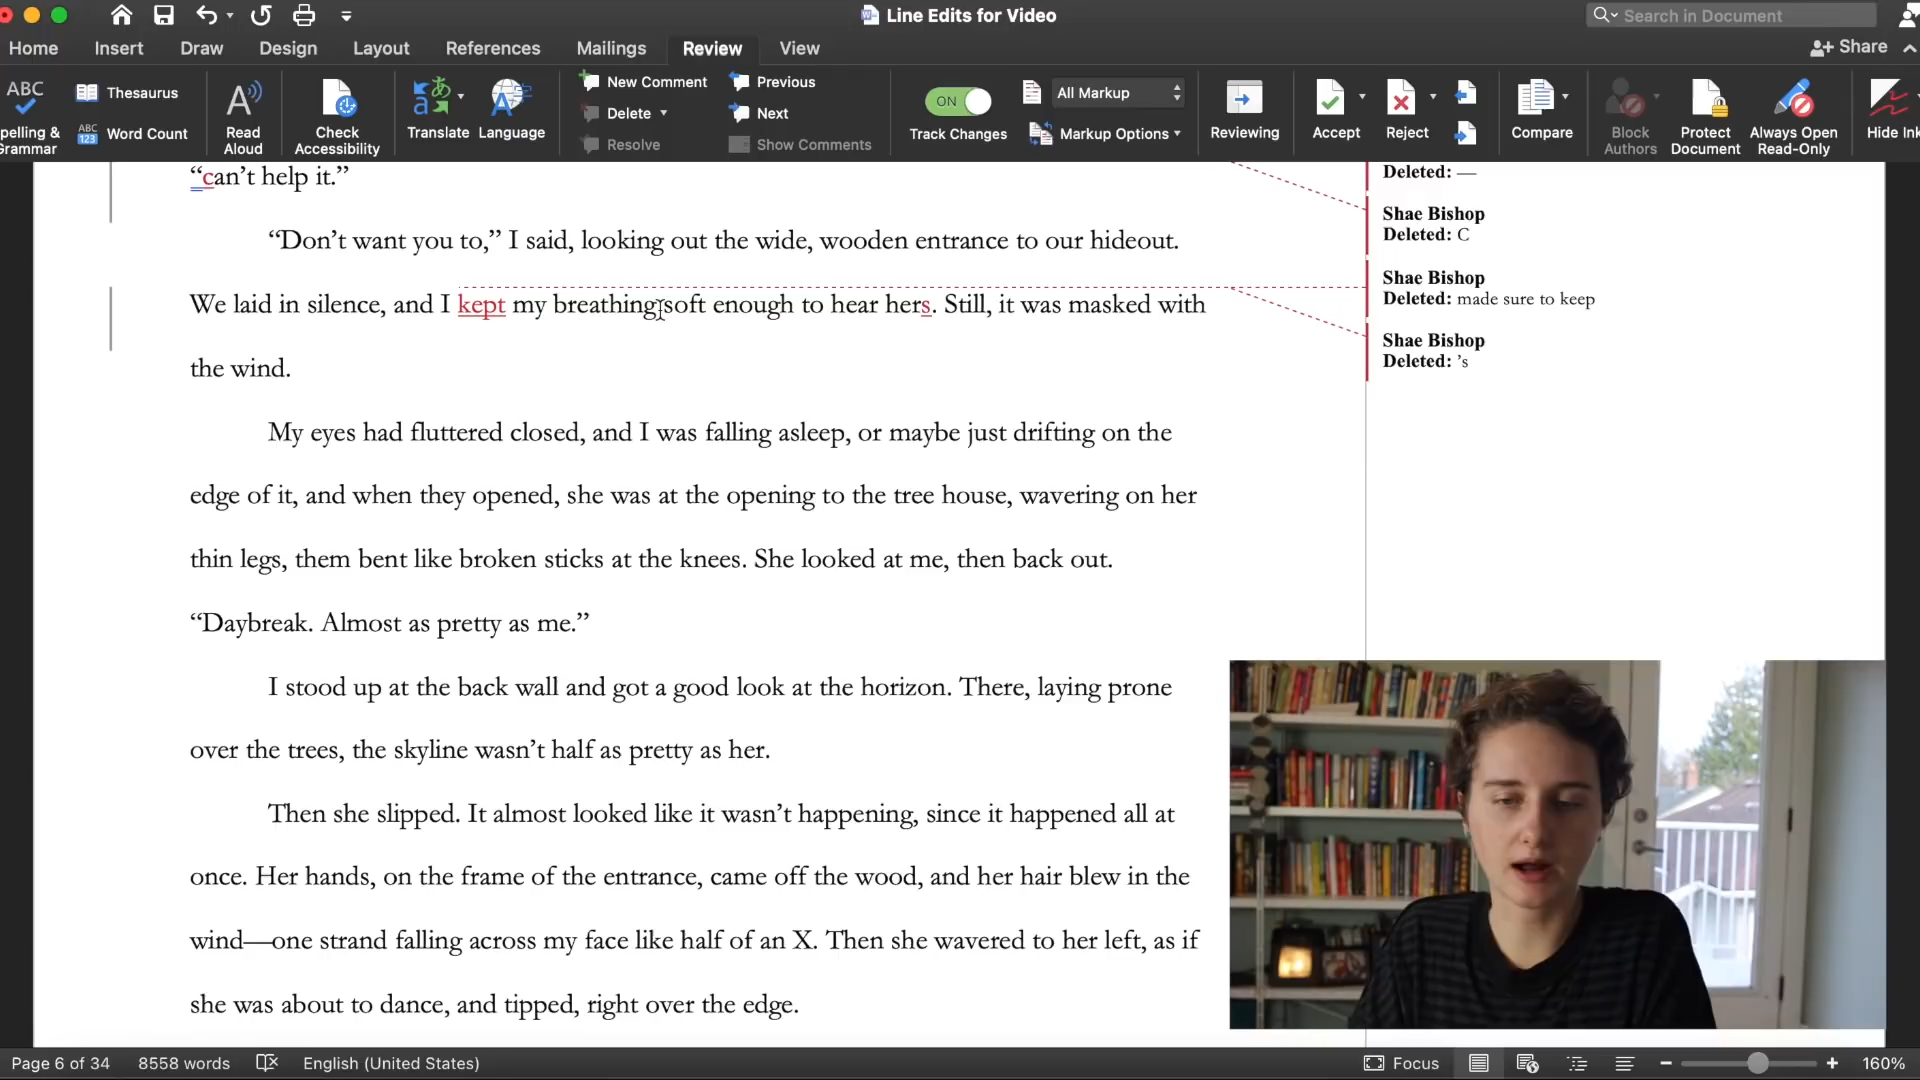 Line Edits for Video
Search in Document
Home Insert Draw Design Layout References Mailings Review View Share
ABC
pelling &
Grammar
Thesaurus
ABC
123 Word Count
A
Read
Aloud
Check
Accessibility
a あ
Translate
A
Language
New Comment
Delete
Resolve
Previous
Next
Show Comments
ON
Track Changes
All Markup
Markup Options
Reviewing
Accept
Reject
Compare
Block
Authors
Protect
Document
Always Open
Read-Only
Hide Ink
“can’t help it.”
“Don’t want you to,” I said, looking out the wide, wooden entrance to our hideout.
We laid in silence, and I kept my breathing soft enough to hear hers. Still, it was masked with
the wind.
My eyes had fluttered closed, and I was falling asleep, or maybe just drifting on the
edge of it, and when they opened, she was at the opening to the tree house, wavering on her
thin legs, them bent like broken sticks at the knees. She looked at me, then back out.
“Daybreak. Almost as pretty as me.”
I stood up at the back wall and got a good look at the horizon. There, laying prone
over the trees, the skyline wasn’t half as pretty as her.
Then she slipped. It almost looked like it wasn’t happening, since it happened all at
once. Her hands, on the frame of the entrance, came off the wood, and her hair blew in the
wind—one strand falling across my face like half of an X. Then she wavered to her left, as if
she was about to dance, and tipped, right over the edge.
Deleted: —
Shae Bishop
Deleted: C
Shae Bishop
Deleted: made sure to keep
Shae Bishop
Deleted: ’s
Page 6 of 34 8558 words English (United States) Focus 160%